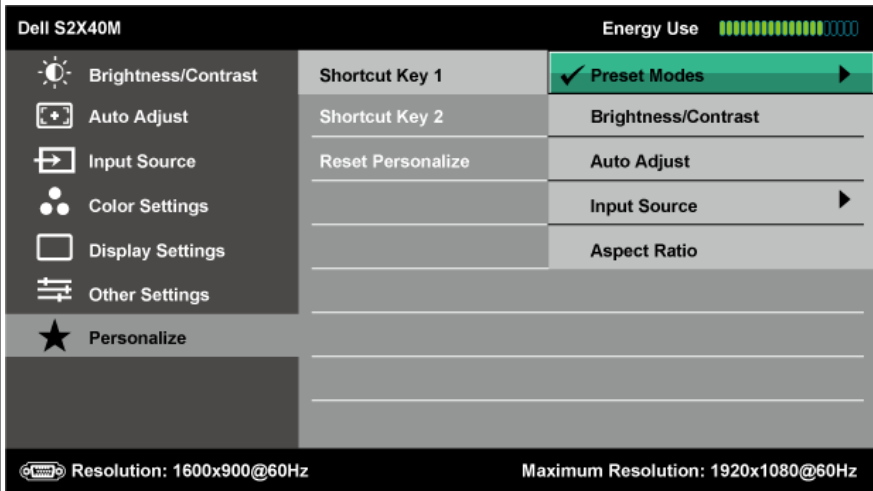 Dell S2X40M Energy Use
Brightness/Contrast Shortcut Key 1 Preset Modes
Auto Adjust Shortcut Key 2 Brightness/Contrast
Input Source Reset Personalize Auto Adjust
Color Settings Input Source
Display Settings Aspect Ratio
Other Settings
Personalize
Resolution: 1600x900@60Hz Maximum Resolution: 1920x1080@60Hz